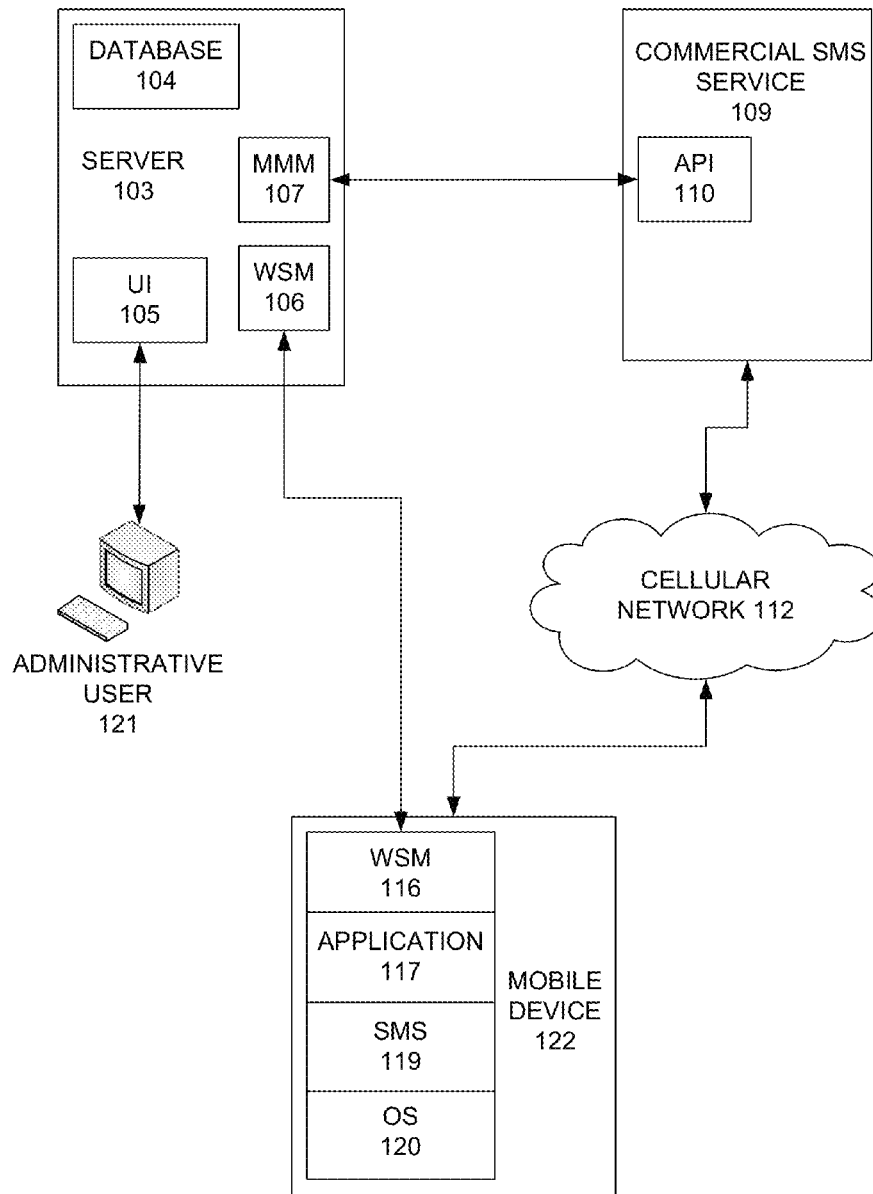 DATABASE
104
SERVER
103
MMM
107
UI
105
WSM
106
COMMERCIAL SMS
SERVICE
109
API
110
ADMINISTRATIVE
USER
121
CELLULAR
NETWORK 112
WSM
116
APPLICATION
117
SMS
119
OS
120
MOBILE
DEVICE
122